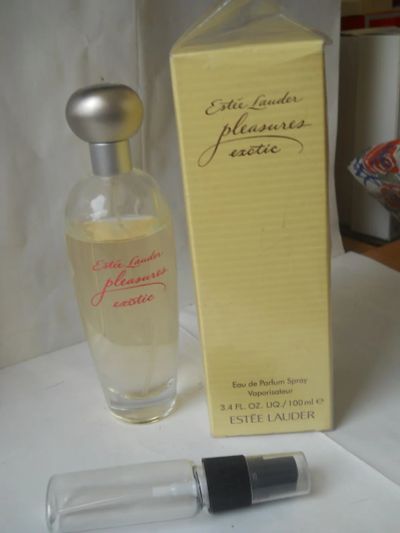 Estée Lauder
pleasures
exotic
Eau de Parfum Spray
Vaporisateur
3.4 FL. OZ. LIQ./100 ml ℮
ESTĒE LAUDER
Estée Lauder
pleasures
exotic